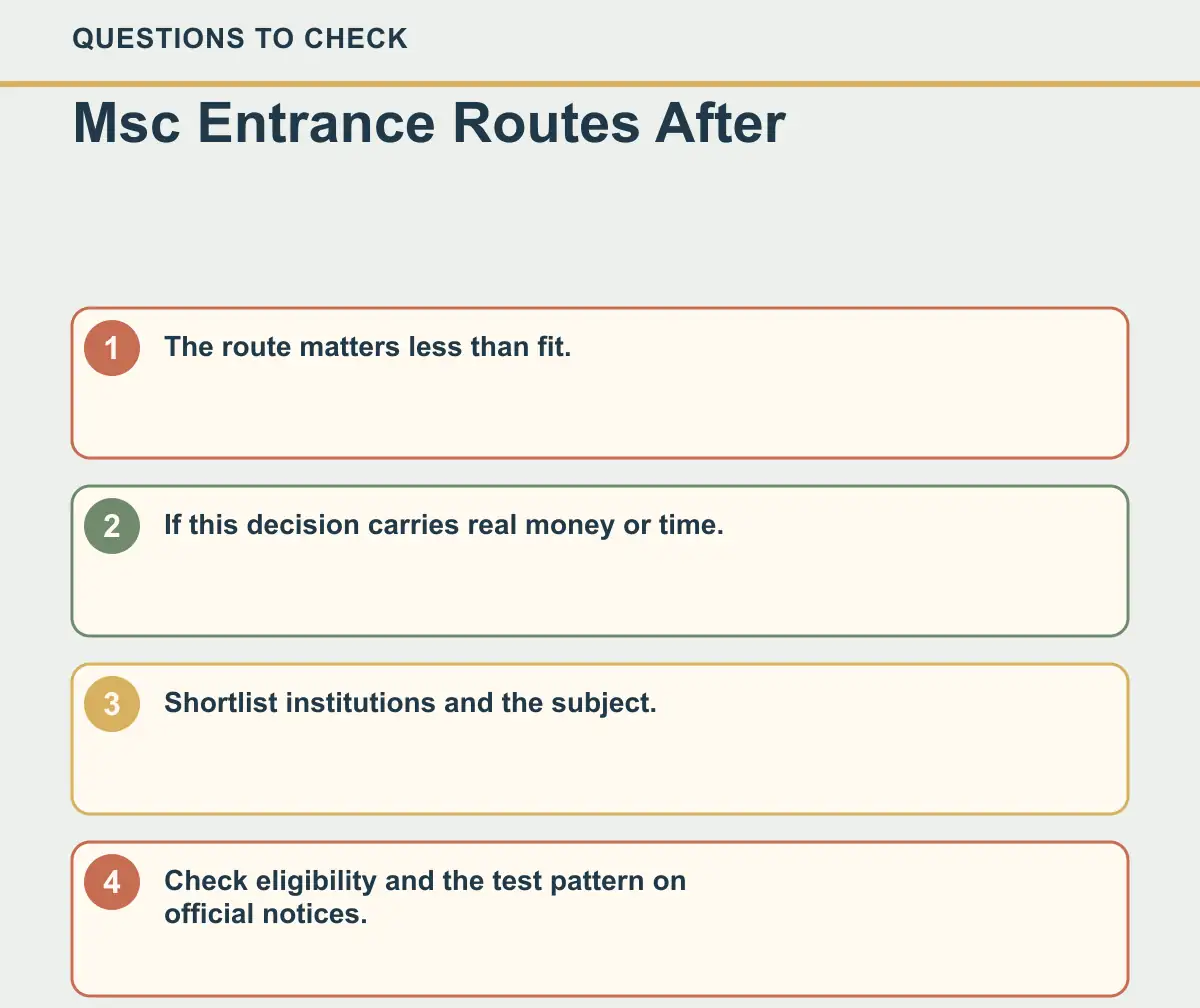 QUESTIONS TO CHECK
Msc Entrance Routes After
1
The route matters less than fit.
2
If this decision carries real money or time.
3
Shortlist institutions and the subject.
4
Check eligibility and the test pattern on
official notices.